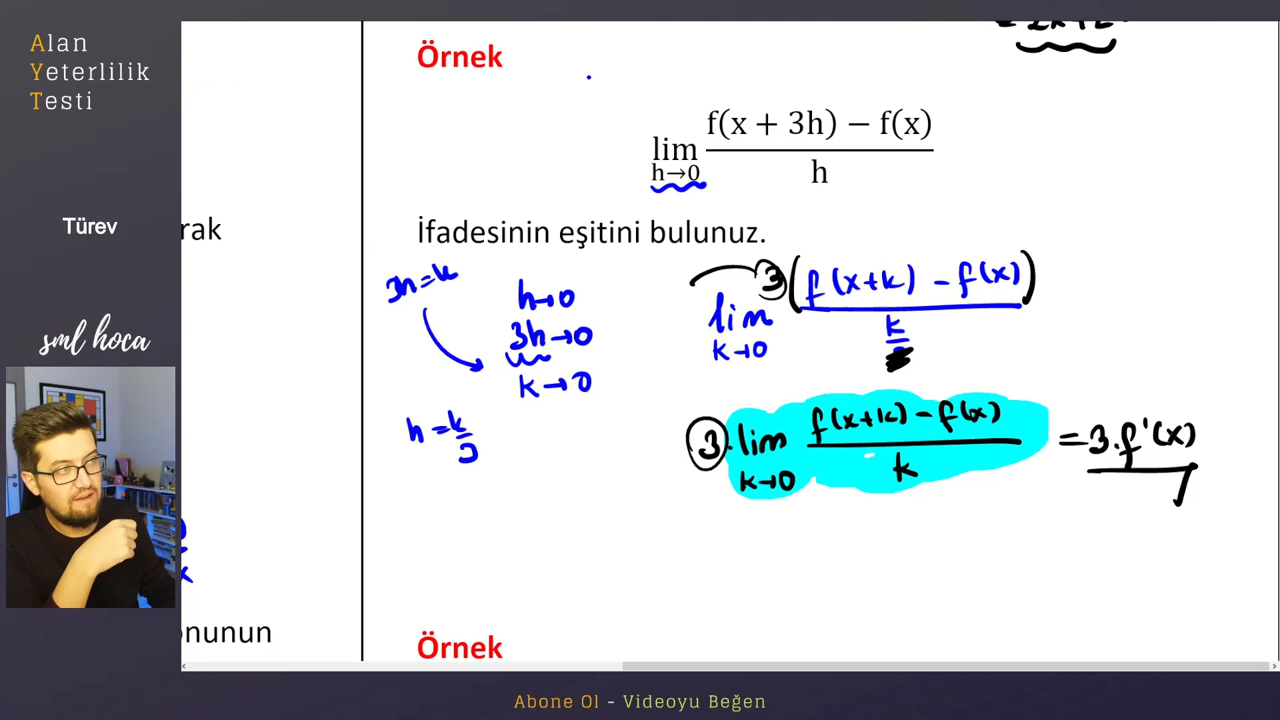 Alan
Yeterlilik
Testi
Türev
sml hoca
rak
onunun
Örnek
lim h→0 f(x + 3h) − f(x) / h
İfadesinin eşitini bulunuz.
3h = k
h→0
3h→0
k→0
h = k/3
lim k→0 3(f(x+k) − f(x)) / k
3. lim k→0 f(x+k) − f(x) / k = 3.f'(x)
Örnek
Abone Ol - Videoyu Beğen